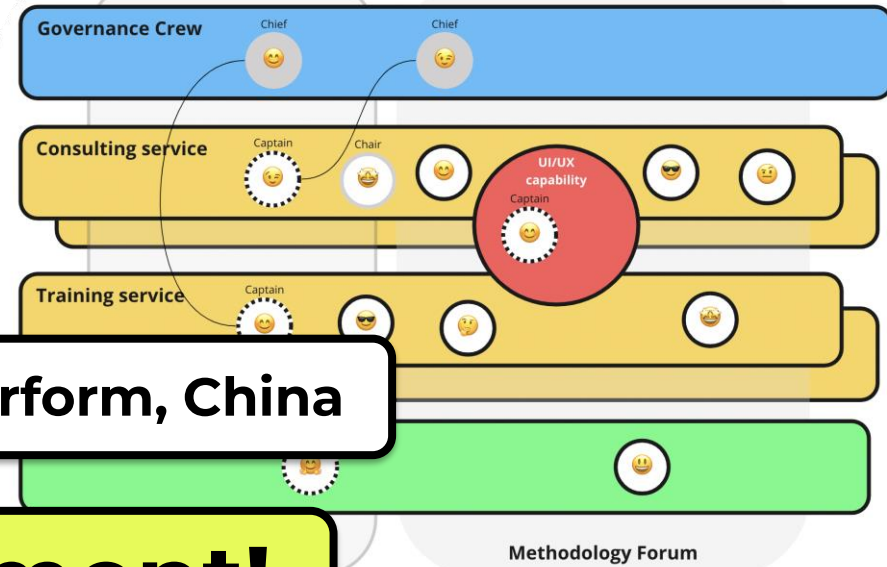 Governance Crew
Chief
Chief
Consulting service
Captain
Chair
UI/UX
capability
Captain
Training service
Captain
rform, China
Methodology Forum